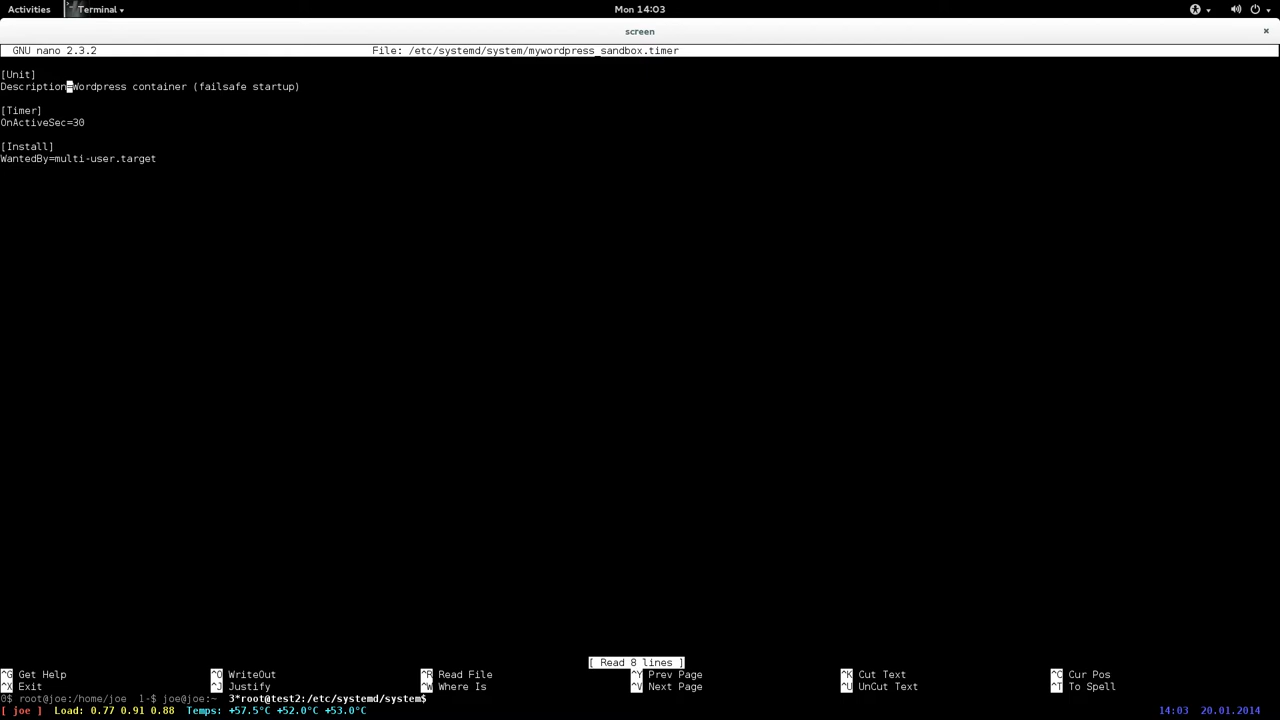 Activities Terminal Mon 14:03
screen ×
GNU nano 2.3.2 File: /etc/systemd/system/mywordpress_sandbox.timer
[Unit]
Description=Wordpress container (failsafe startup)
[Timer]
OnActiveSec=30
[Install]
WantedBy=multi-user.target
[ Read 8 lines ]
^G Get Help ^O WriteOut ^R Read File ^Y Prev Page ^K Cut Text ^C Cur Pos
^X Exit ^J Justify ^W Where Is ^V Next Page ^U UnCut Text ^T To Spell
0$ root@joe:/home/joe 1-$ joe@joe:~ 3*root@test2:/etc/systemd/system$
[ joe ] Load: 0.77 0.91 0.88 Temps: +57.5°C +52.0°C +53.0°C 14:03 20.01.2014